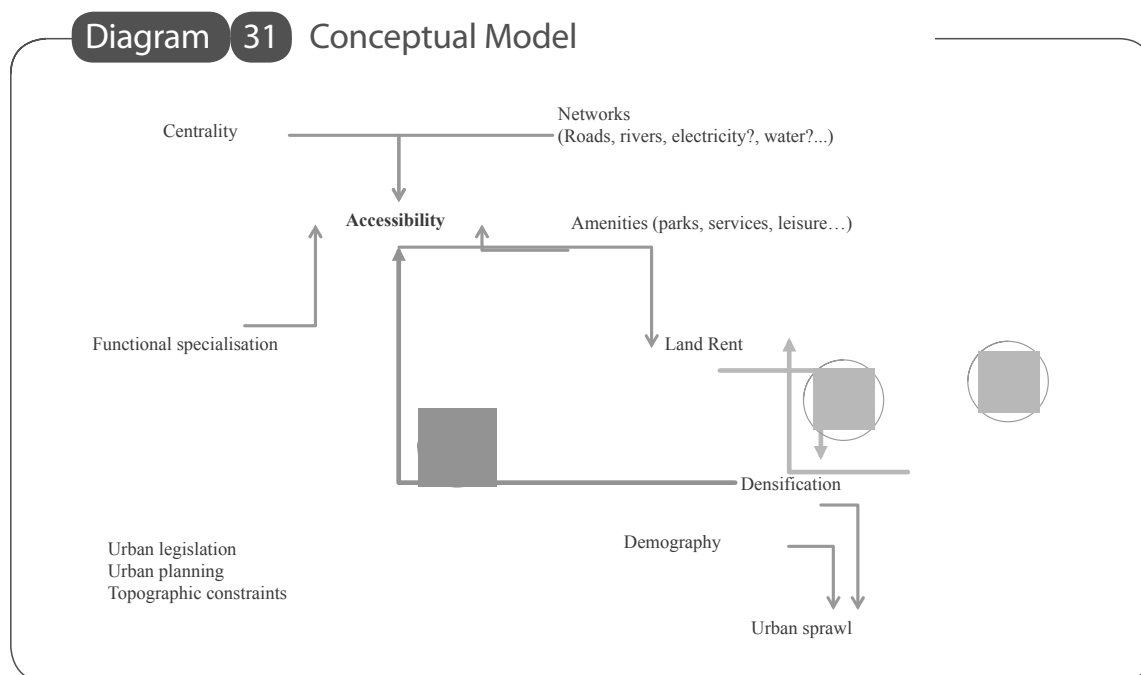 Diagram 31 Conceptual Model
Centrality
Networks
(Roads, rivers, electricity?, water?...)
Accessibility
Amenities (parks, services, leisure…)
Functional specialisation
Land Rent
Densification
Demography
Urban legislation
Urban planning
Topographic constraints
Urban sprawl